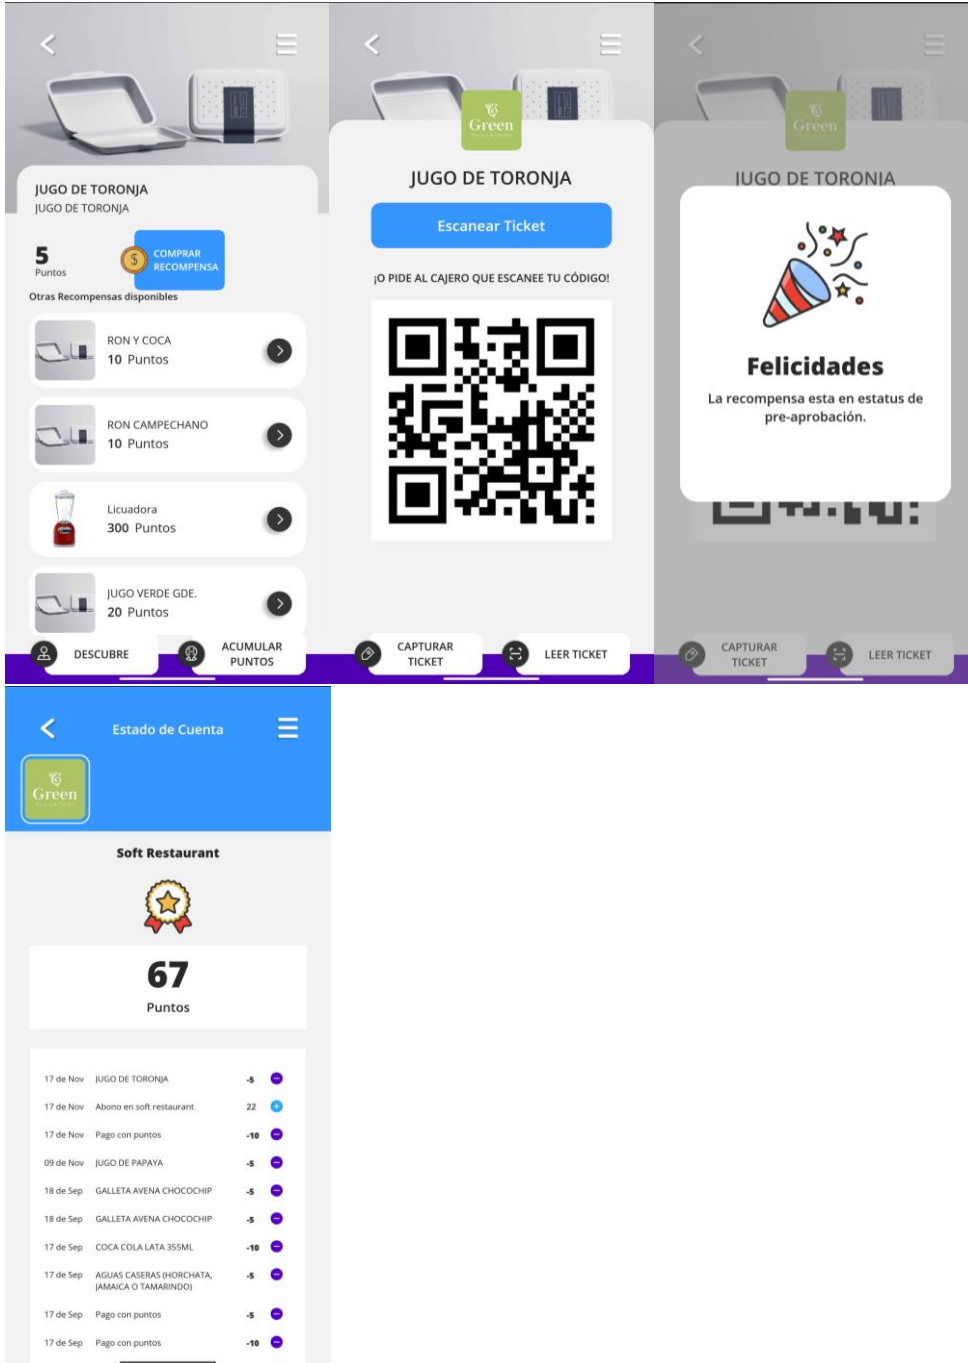 JUGO DE TORONJA
JUGO DE TORONJA
5
Puntos
COMPRAR
RECOMPENSA
Otras Recompensas disponibles
RON Y COCA
10 Puntos
RON CAMPECHANO
10 Puntos
Licuadora
300 Puntos
JUGO VERDE GDE.
20 Puntos
DESCUBRE
ACUMULAR
PUNTOS
Green
JUGO DE TORONJA
Escanear Ticket
¡O PIDE AL CAJERO QUE ESCANEE TU CÓDIGO!
CAPTURAR
TICKET
LEER TICKET
Green
JUGO DE TORONJA
Felicidades
La recompensa esta en estatus de
pre-aprobación.
CAPTURAR
TICKET
LEER TICKET
Estado de Cuenta
Green
Soft Restaurant
67
Puntos
17 de Nov JUGO DE TORONJA -5
17 de Nov Abono en soft restaurant 22
17 de Nov Pago con puntos -10
09 de Nov JUGO DE PAPAYA -5
18 de Sep GALLETA AVENA CHOCOCHIP -5
18 de Sep GALLETA AVENA CHOCOCHIP -5
17 de Sep COCA COLA LATA 355ML -10
17 de Sep AGUAS CASERAS (HORCHATA, -5
JAMAICA O TAMARINDO)
17 de Sep Pago con puntos -5
17 de Sep Pago con puntos -10